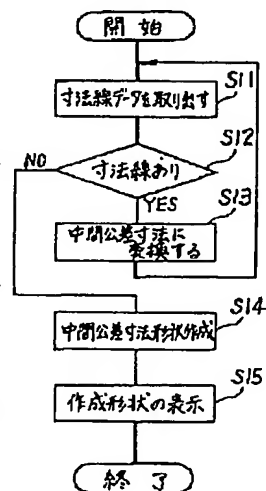 開始
S11
寸法線データを取り出す
S12
寸法線あり
NO
YES
S13
中間公差寸法に
変換する
S14
中間公差寸法形状作成
S15
作成形状の表示
終了